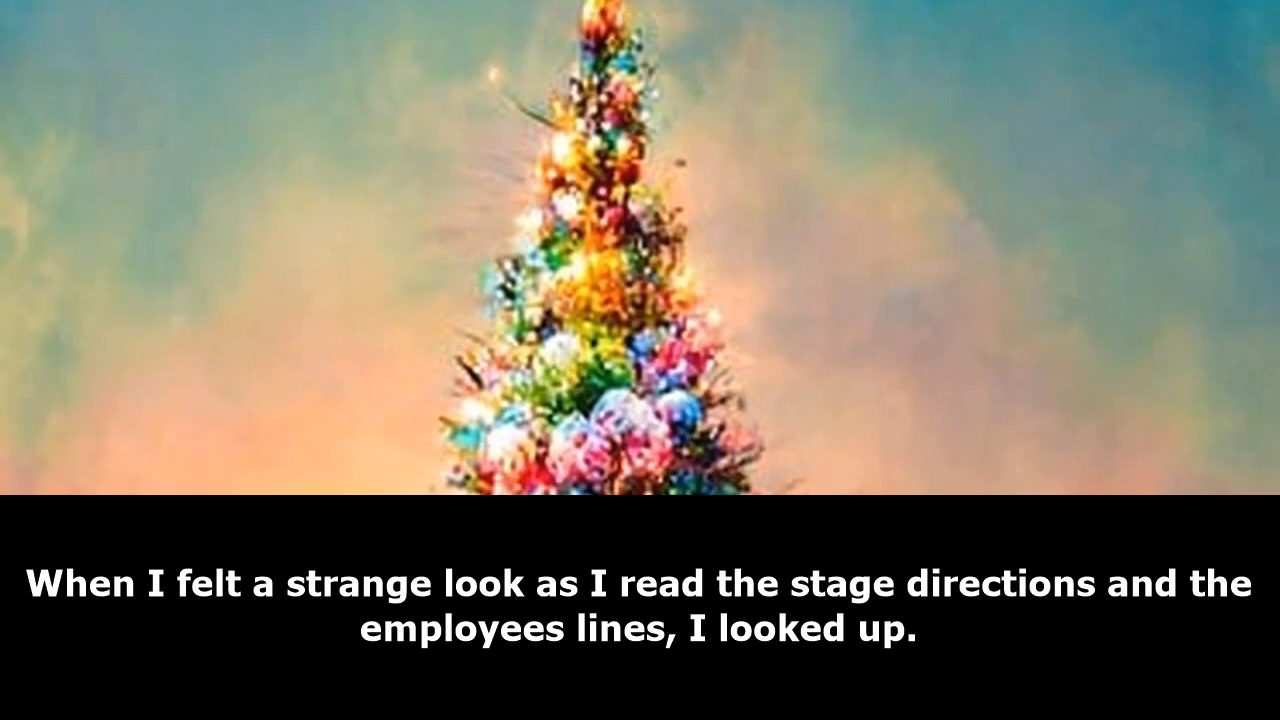 When I felt a strange look as I read the stage directions and the
employees lines, I looked up.